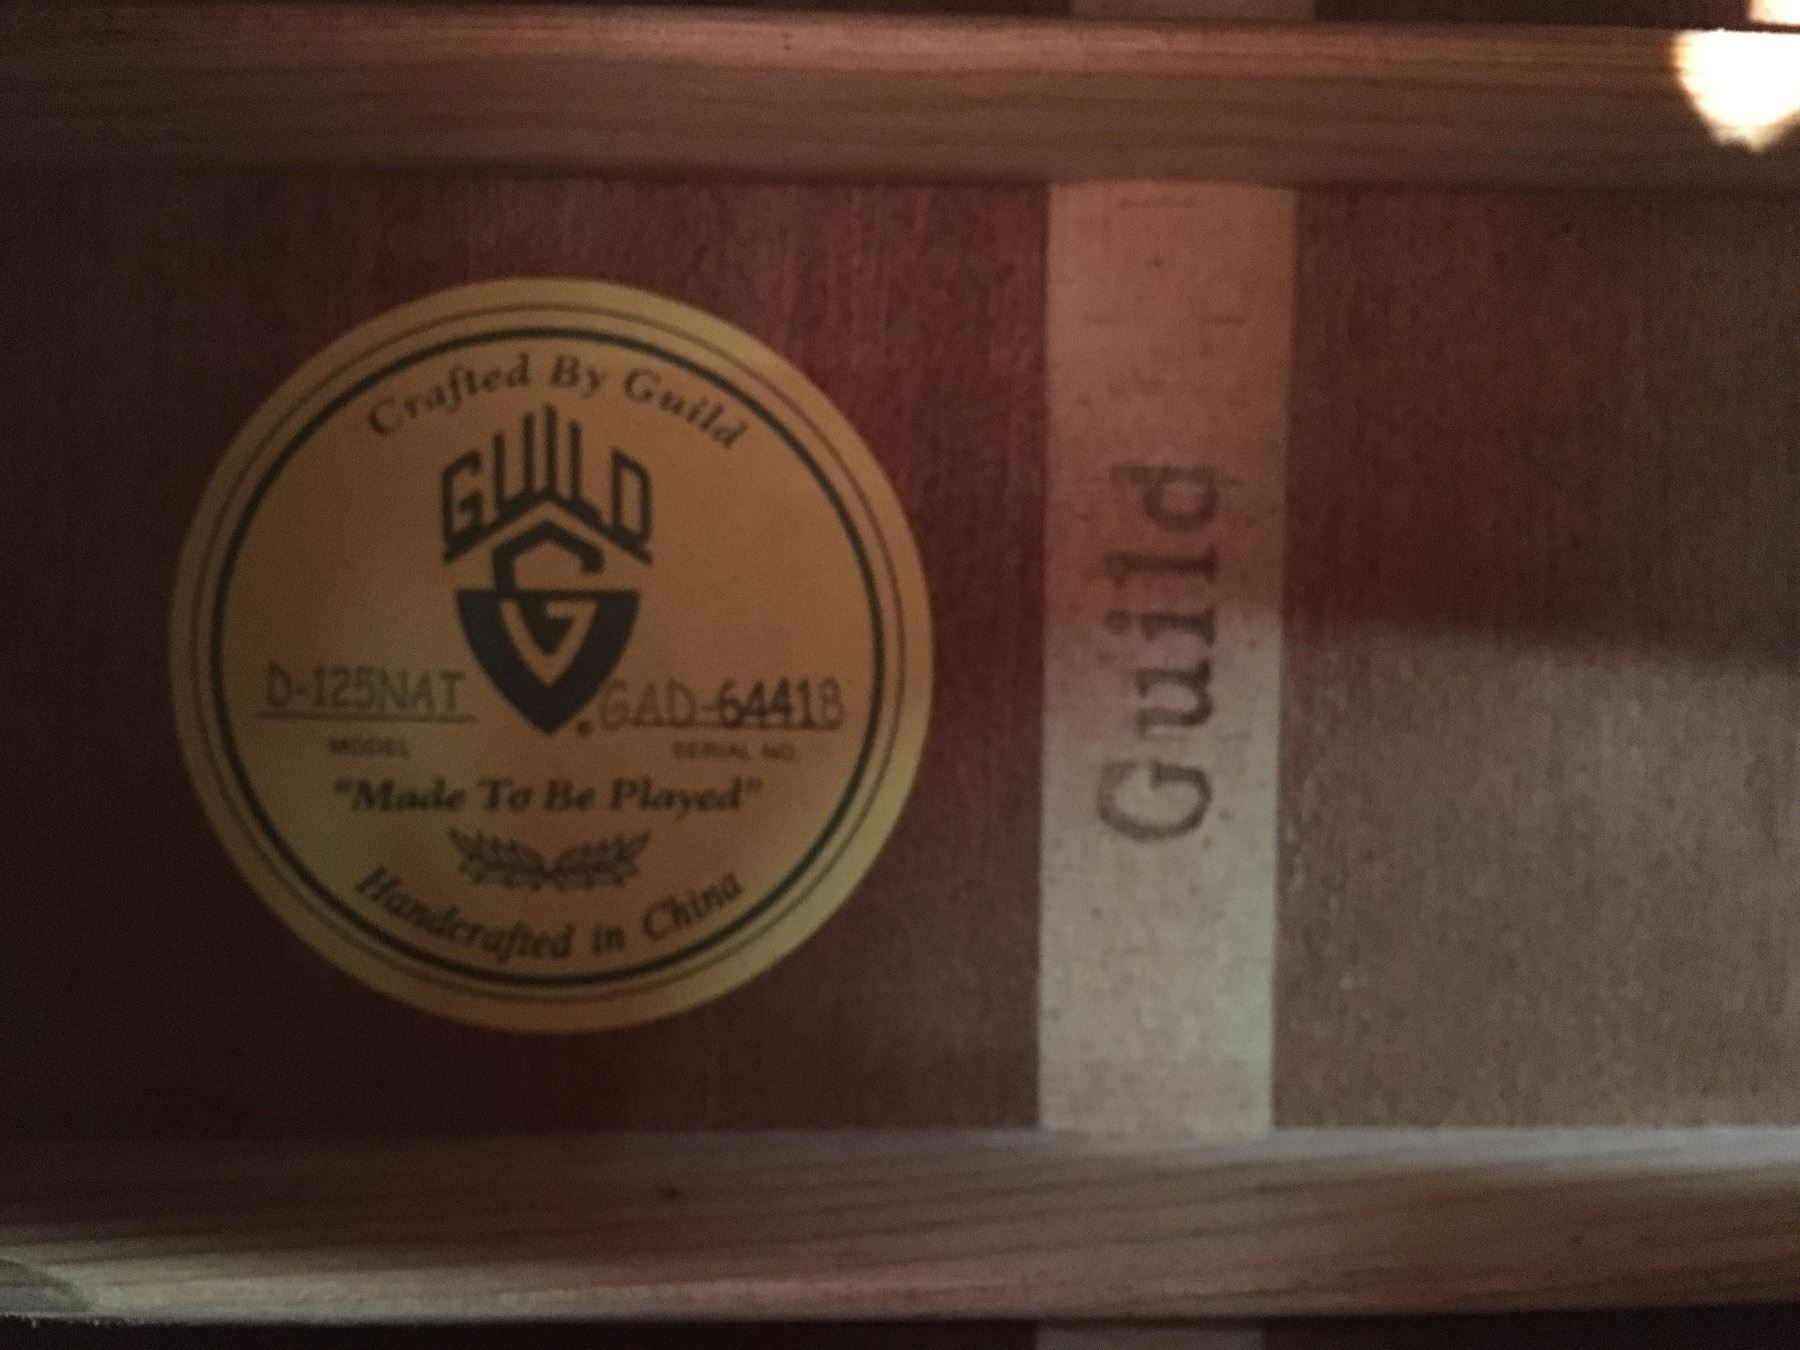 Crafted By Guild
GUILD
G
D-125NAT
GAD-64418
MODEL
SERIAL NO.
"Made To Be Played"
Handcrafted in China
Guild